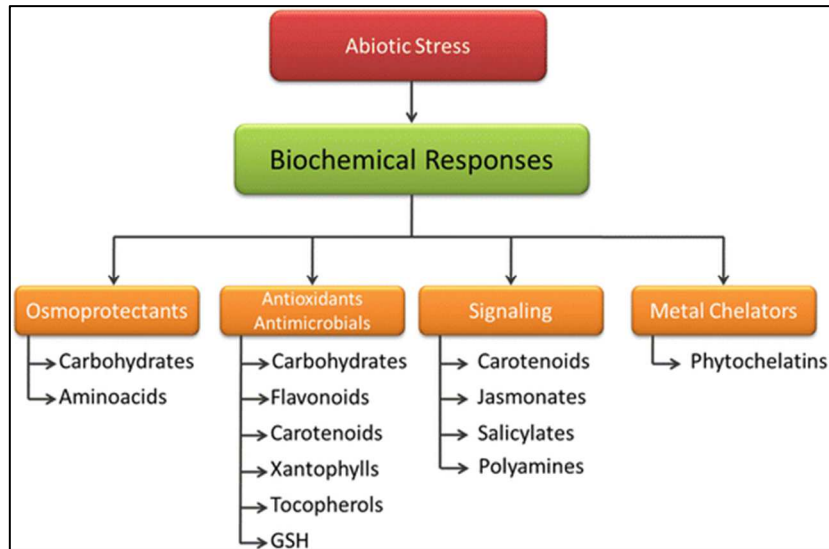 Abiotic Stress
Biochemical Responses
Osmoprotectants
Carbohydrates
Aminoacids
Antioxidants
Antimicrobials
Carbohydrates
Flavonoids
Carotenoids
Xantophylls
Tocopherols
GSH
Signaling
Carotenoids
Jasmonates
Salicylates
Polyamines
Metal Chelators
Phytochelatins